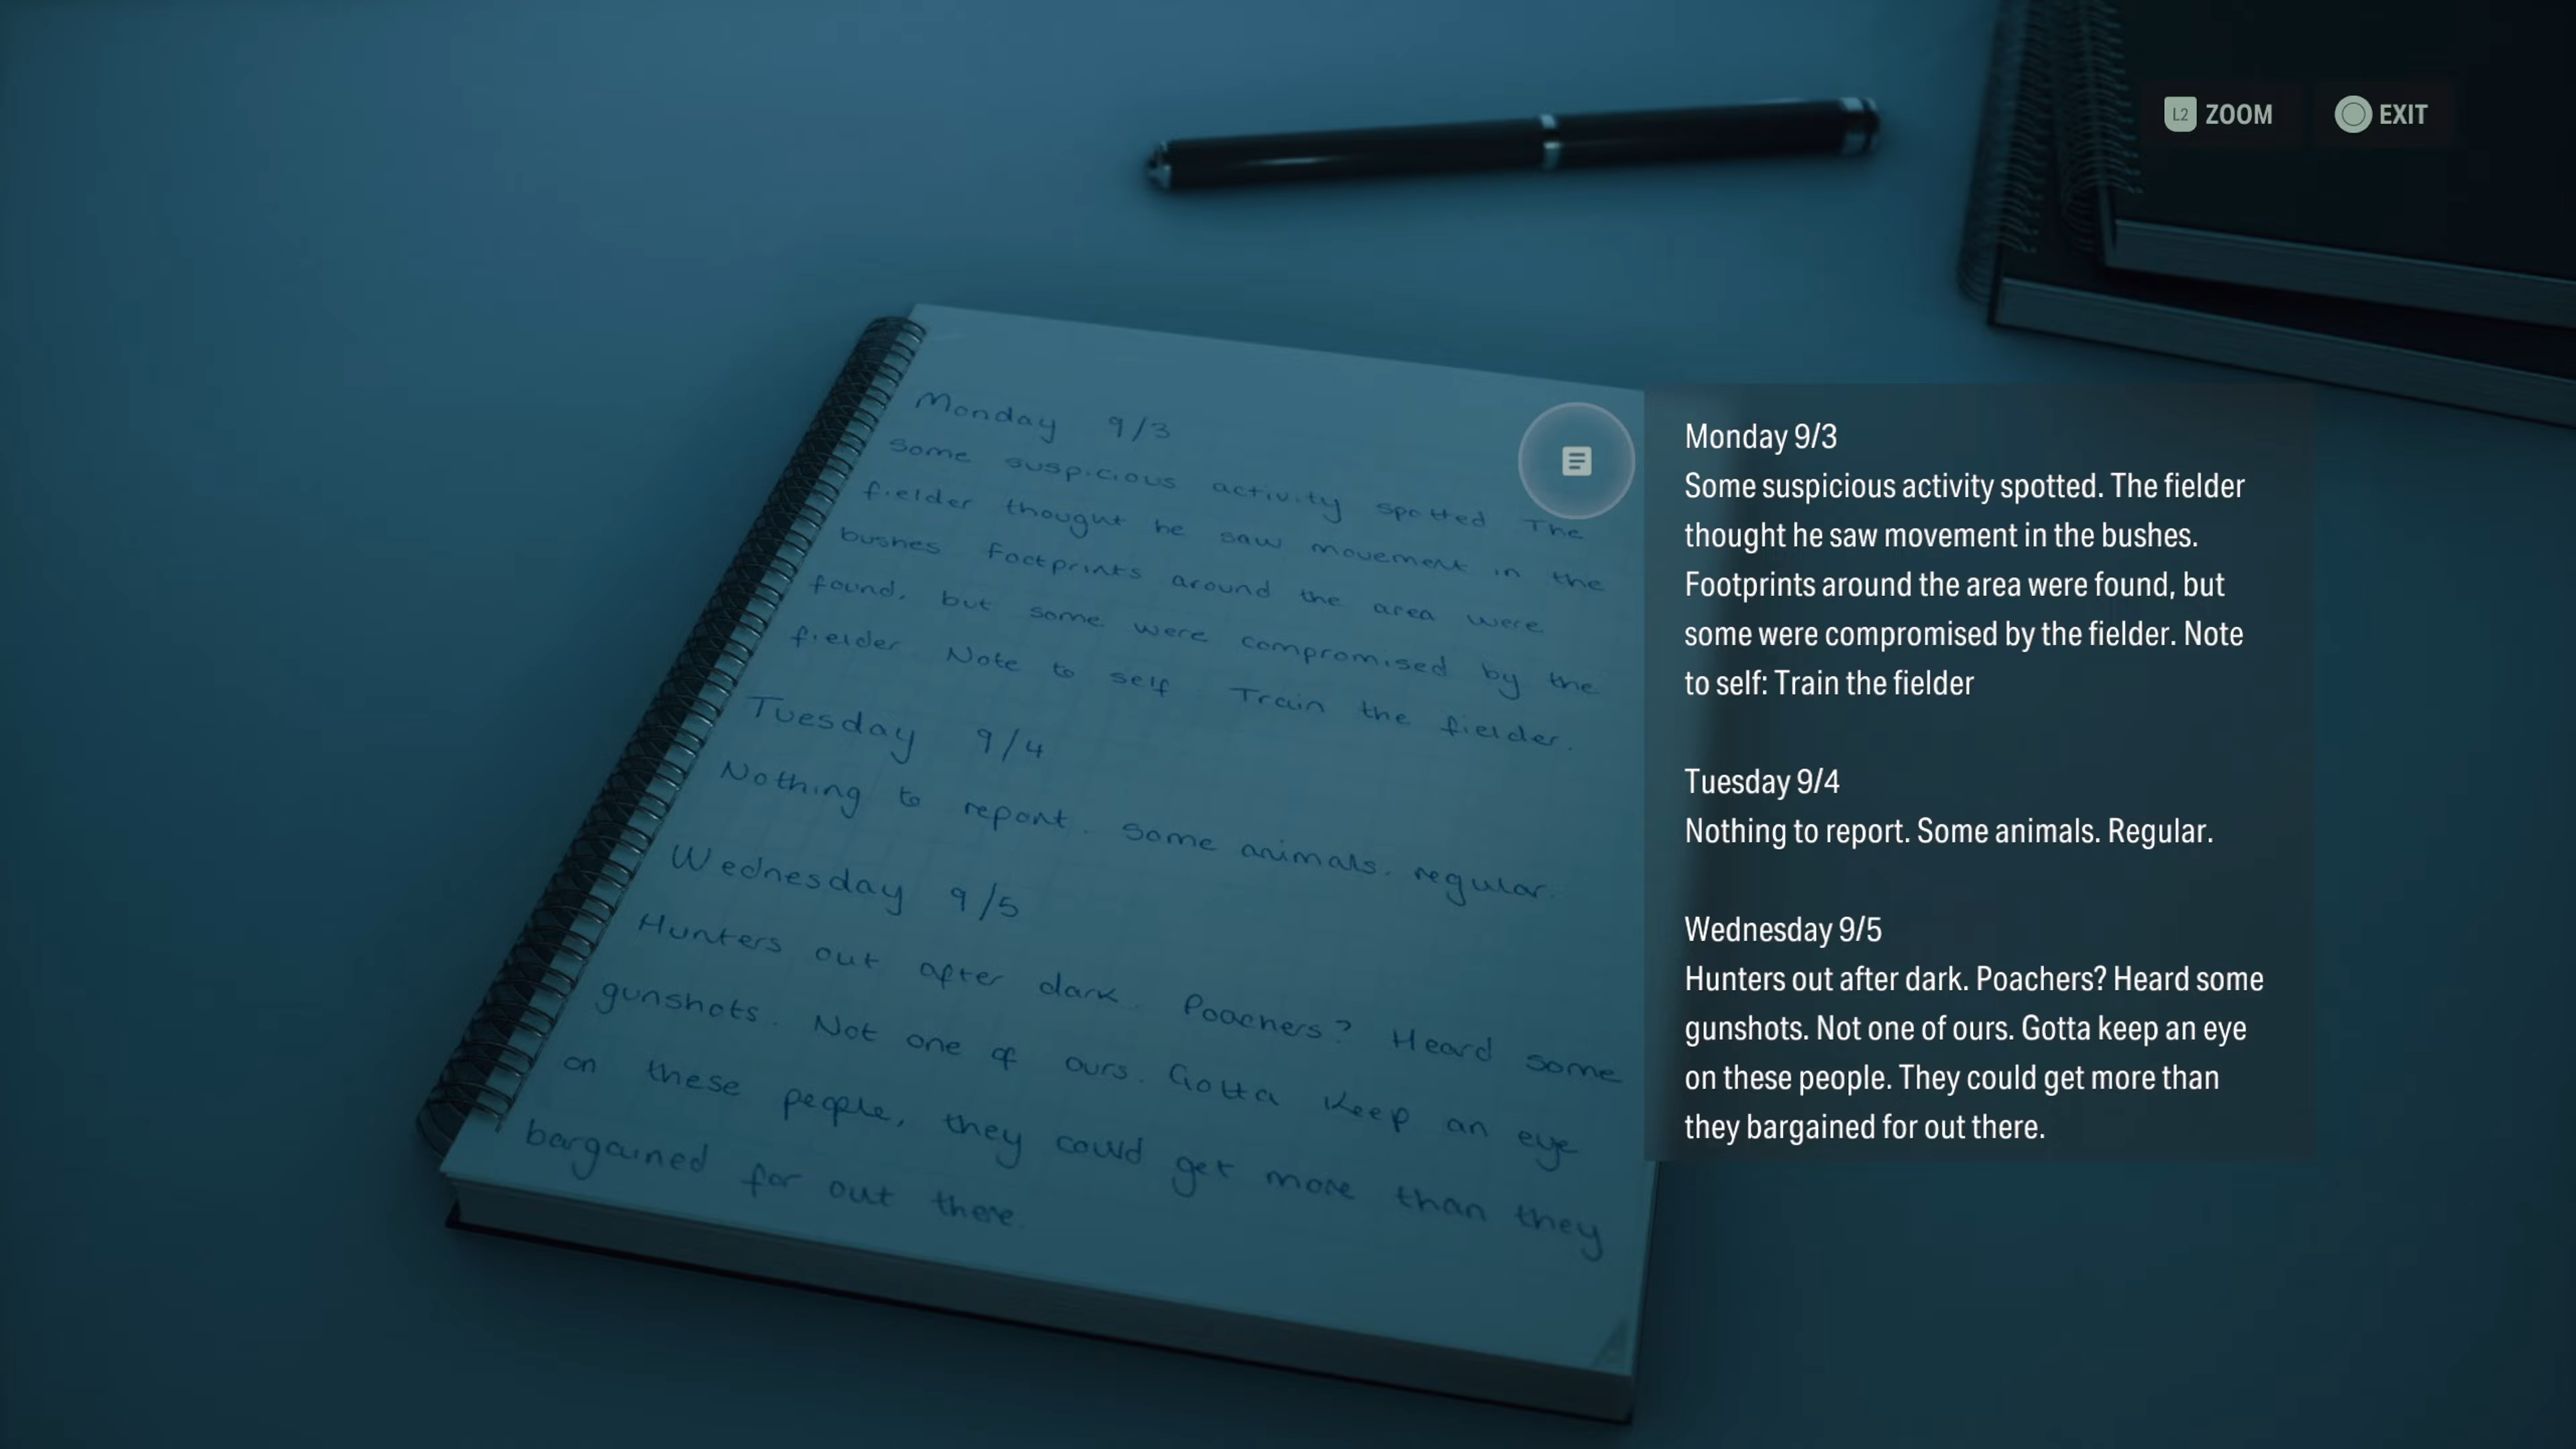 L2 ZOOM
EXIT
Monday 9/3
Some suspicious activity spotted The
fielder thought he saw movement in the
bushes footprints around the area were
found, but some were compromised by the
fielder Note to self. Train the fielder.
Tuesday 9/4
Nothing to report. Some animals. regular.
Wednesday 9/5
Hunters out after dark. Poachers? Heard some
gunshots. Not one of ours. Gotta keep an eye
on these people, they could get more than they
bargained for out there.
Monday 9/3
Some suspicious activity spotted. The fielder
thought he saw movement in the bushes.
Footprints around the area were found, but
some were compromised by the fielder. Note
to self: Train the fielder
Tuesday 9/4
Nothing to report. Some animals. Regular.
Wednesday 9/5
Hunters out after dark. Poachers? Heard some
gunshots. Not one of ours. Gotta keep an eye
on these people. They could get more than
they bargained for out there.